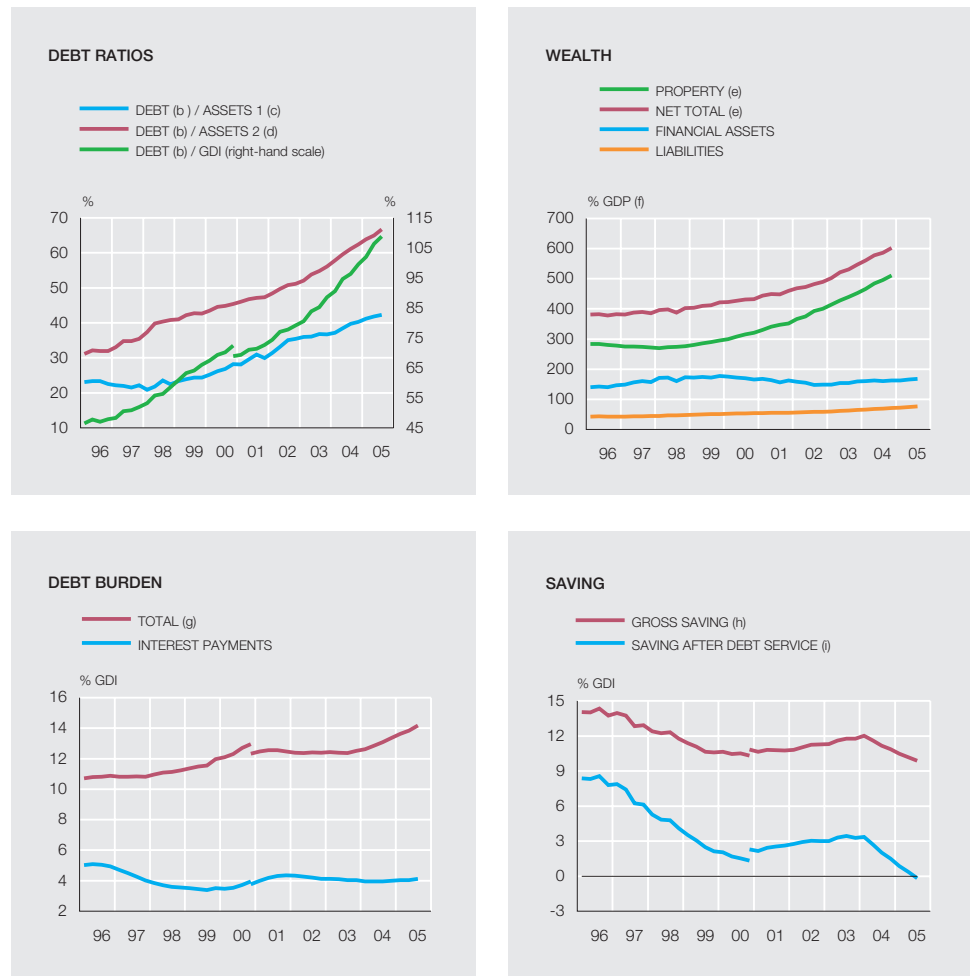 DEBT RATIOS
DEBT (b ) / ASSETS 1 (c)
DEBT (b) / ASSETS 2 (d)
DEBT (b) / GDI (right-hand scale)
% %
70 115
60 105
50 95
40 85
30 75
20 65
10 55
45
96 97 98 99 00 01 02 03 04 05
WEALTH
PROPERTY (e)
NET TOTAL (e)
FINANCIAL ASSETS
LIABILITIES
% GDP (f)
700
600
500
400
300
200
100
0
96 97 98 99 00 01 02 03 04 05
DEBT BURDEN
TOTAL (g)
INTEREST PAYMENTS
% GDI
16
14
12
10
8
6
4
2
96 97 98 99 00 01 02 03 04 05
SAVING
GROSS SAVING (h)
SAVING AFTER DEBT SERVICE (i)
% GDI
15
12
9
6
3
0
-3
96 97 98 99 00 01 02 03 04 05